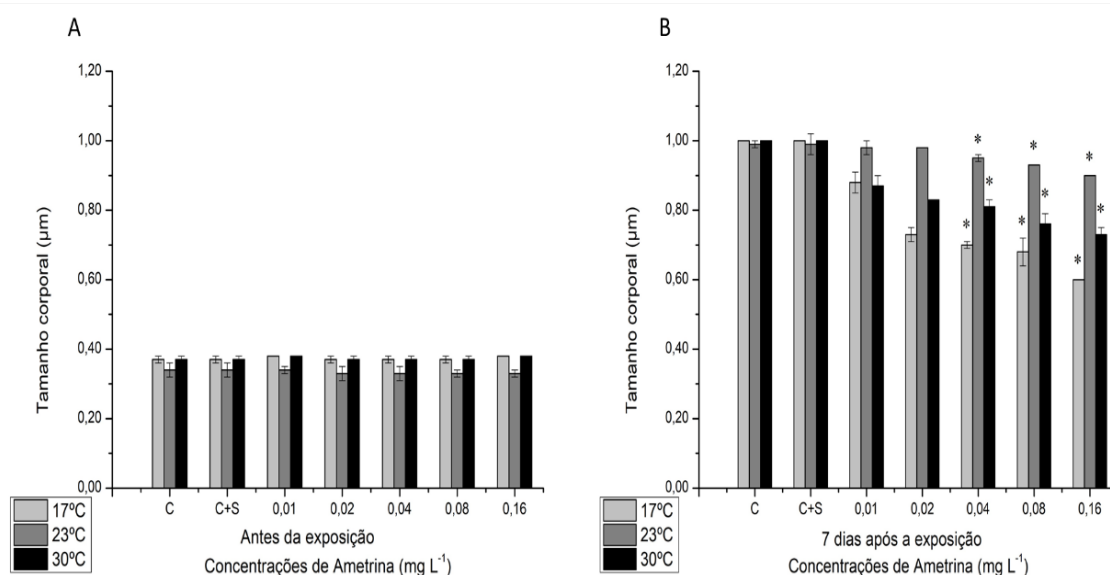 A
Tamanho corporal (µm)
1,20
1,00
0,80
0,60
0,40
0,20
0,00
C
C+S
0,01
0,02
0,04
0,08
0,16
Antes da exposição
Concentrações de Ametrina (mg L-1)
17ºC
23ºC
30ºC
B
Tamanho corporal (µm)
1,20
1,00
0,80
0,60
0,40
0,20
0,00
* * *
* * *
* * *
C
C+S
0,01
0,02
0,04
0,08
0,16
7 dias após a exposição
Concentrações de Ametrina (mg L-1)
17ºC
23ºC
30ºC